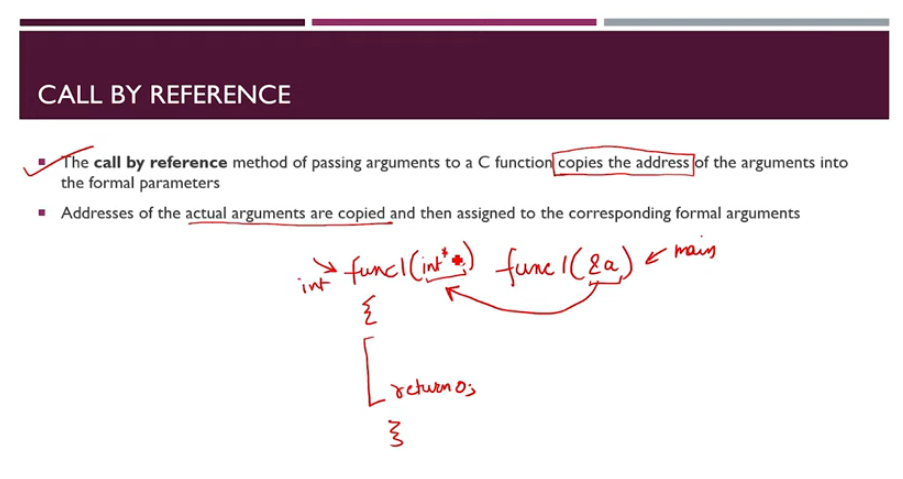 CALL BY REFERENCE
The call by reference method of passing arguments to a C function copies the address of the arguments into
the formal parameters
Addresses of the actual arguments are copied and then assigned to the corresponding formal arguments
int func1(int* ) func1(&a) main
{
return 0;
}